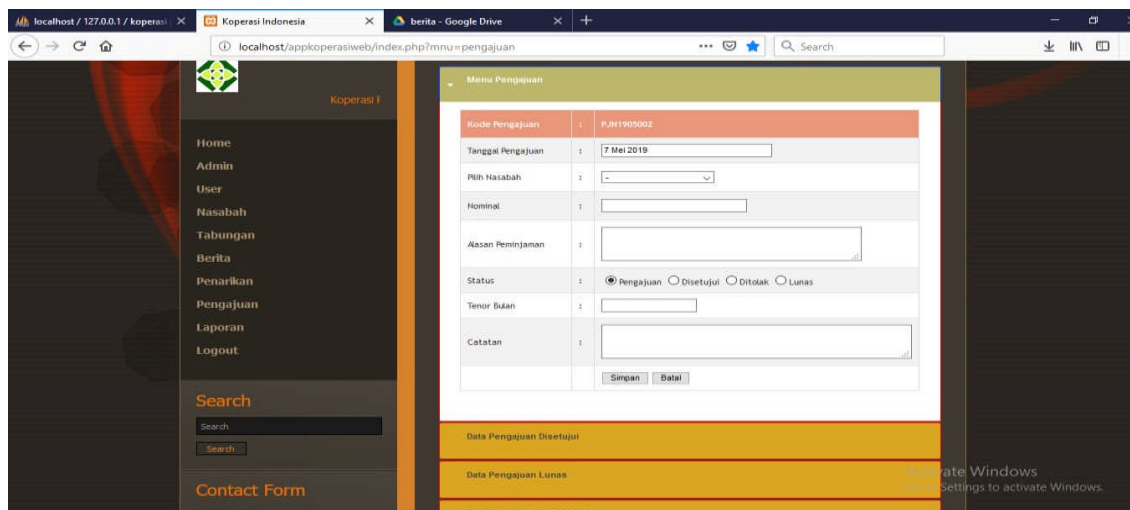 localhost / 127.0.0.1 / koperasi
Koperasi Indonesia
berita - Google Drive
localhost/appkoperasiweb/index.php?mnu=pengajuan
Search
Koperasi
Home
Admin
User
Nasabah
Tabungan
Berita
Penarikan
Pengajuan
Laporan
Logout
Search
Search
Search
Contact Form
Menu Pengajuan
Kode Pengajuan : PJN1905002
Tanggal Pengajuan : 7 Mei 2019
Pilih Nasabah : -
Nominal :
Alasan Peminjaman :
Status : Pengajuan Disetujui Ditolak Lunas
Tenor Bulan :
Catatan :
Simpan Batal
Data Pengajuan Disetujui
Data Pengajuan Lunas
Windows
Settings to activate Windows.